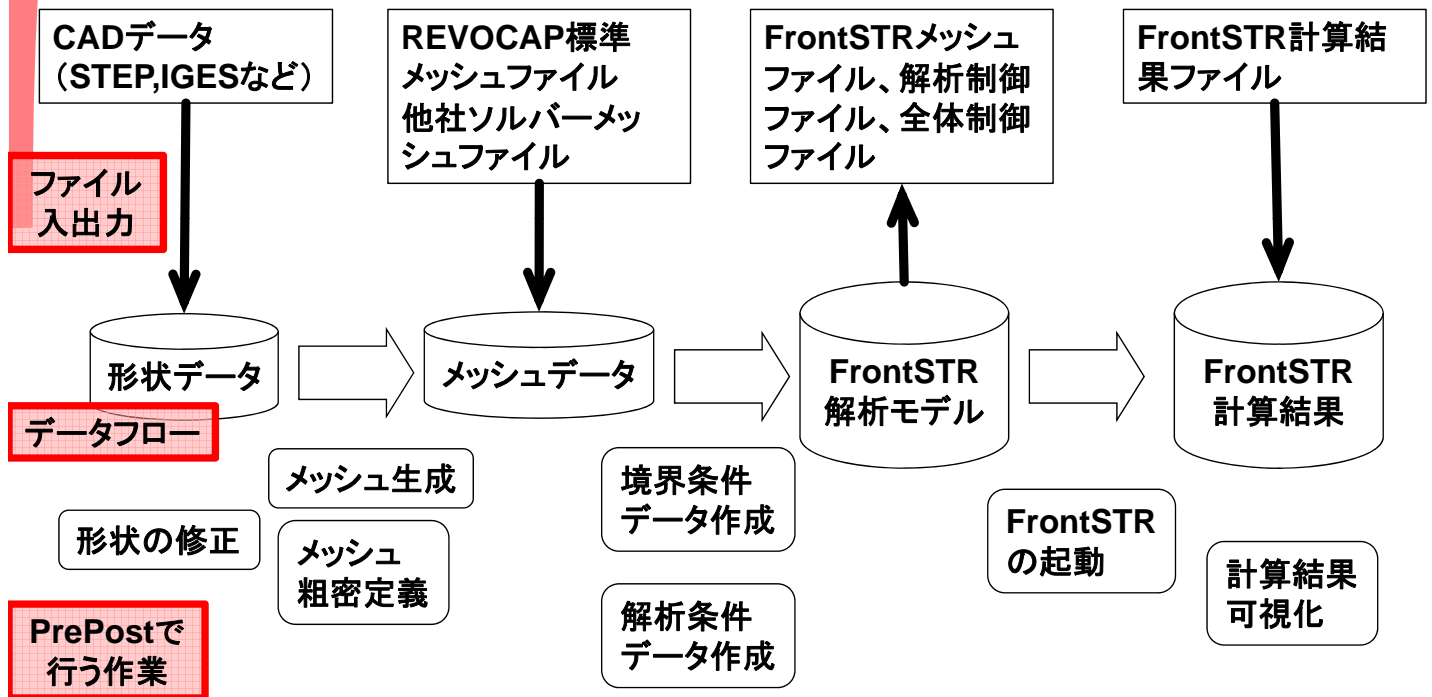 CADデータ
（STEP,IGESなど）
REVOCAP標準
メッシュファイル
他社ソルバーメッ
シュファイル
FrontSTRメッシュ
ファイル、解析制御
ファイル、全体制御
ファイル
FrontSTR計算結
果ファイル
ファイル
入出力
形状データ
メッシュデータ
FrontSTR
解析モデル
FrontSTR
計算結果
データフロー
メッシュ生成
境界条件
データ作成
形状の修正
メッシュ
粗密定義
FrontSTR
の起動
計算結果
可視化
解析条件
データ作成
PrePostで
行う作業